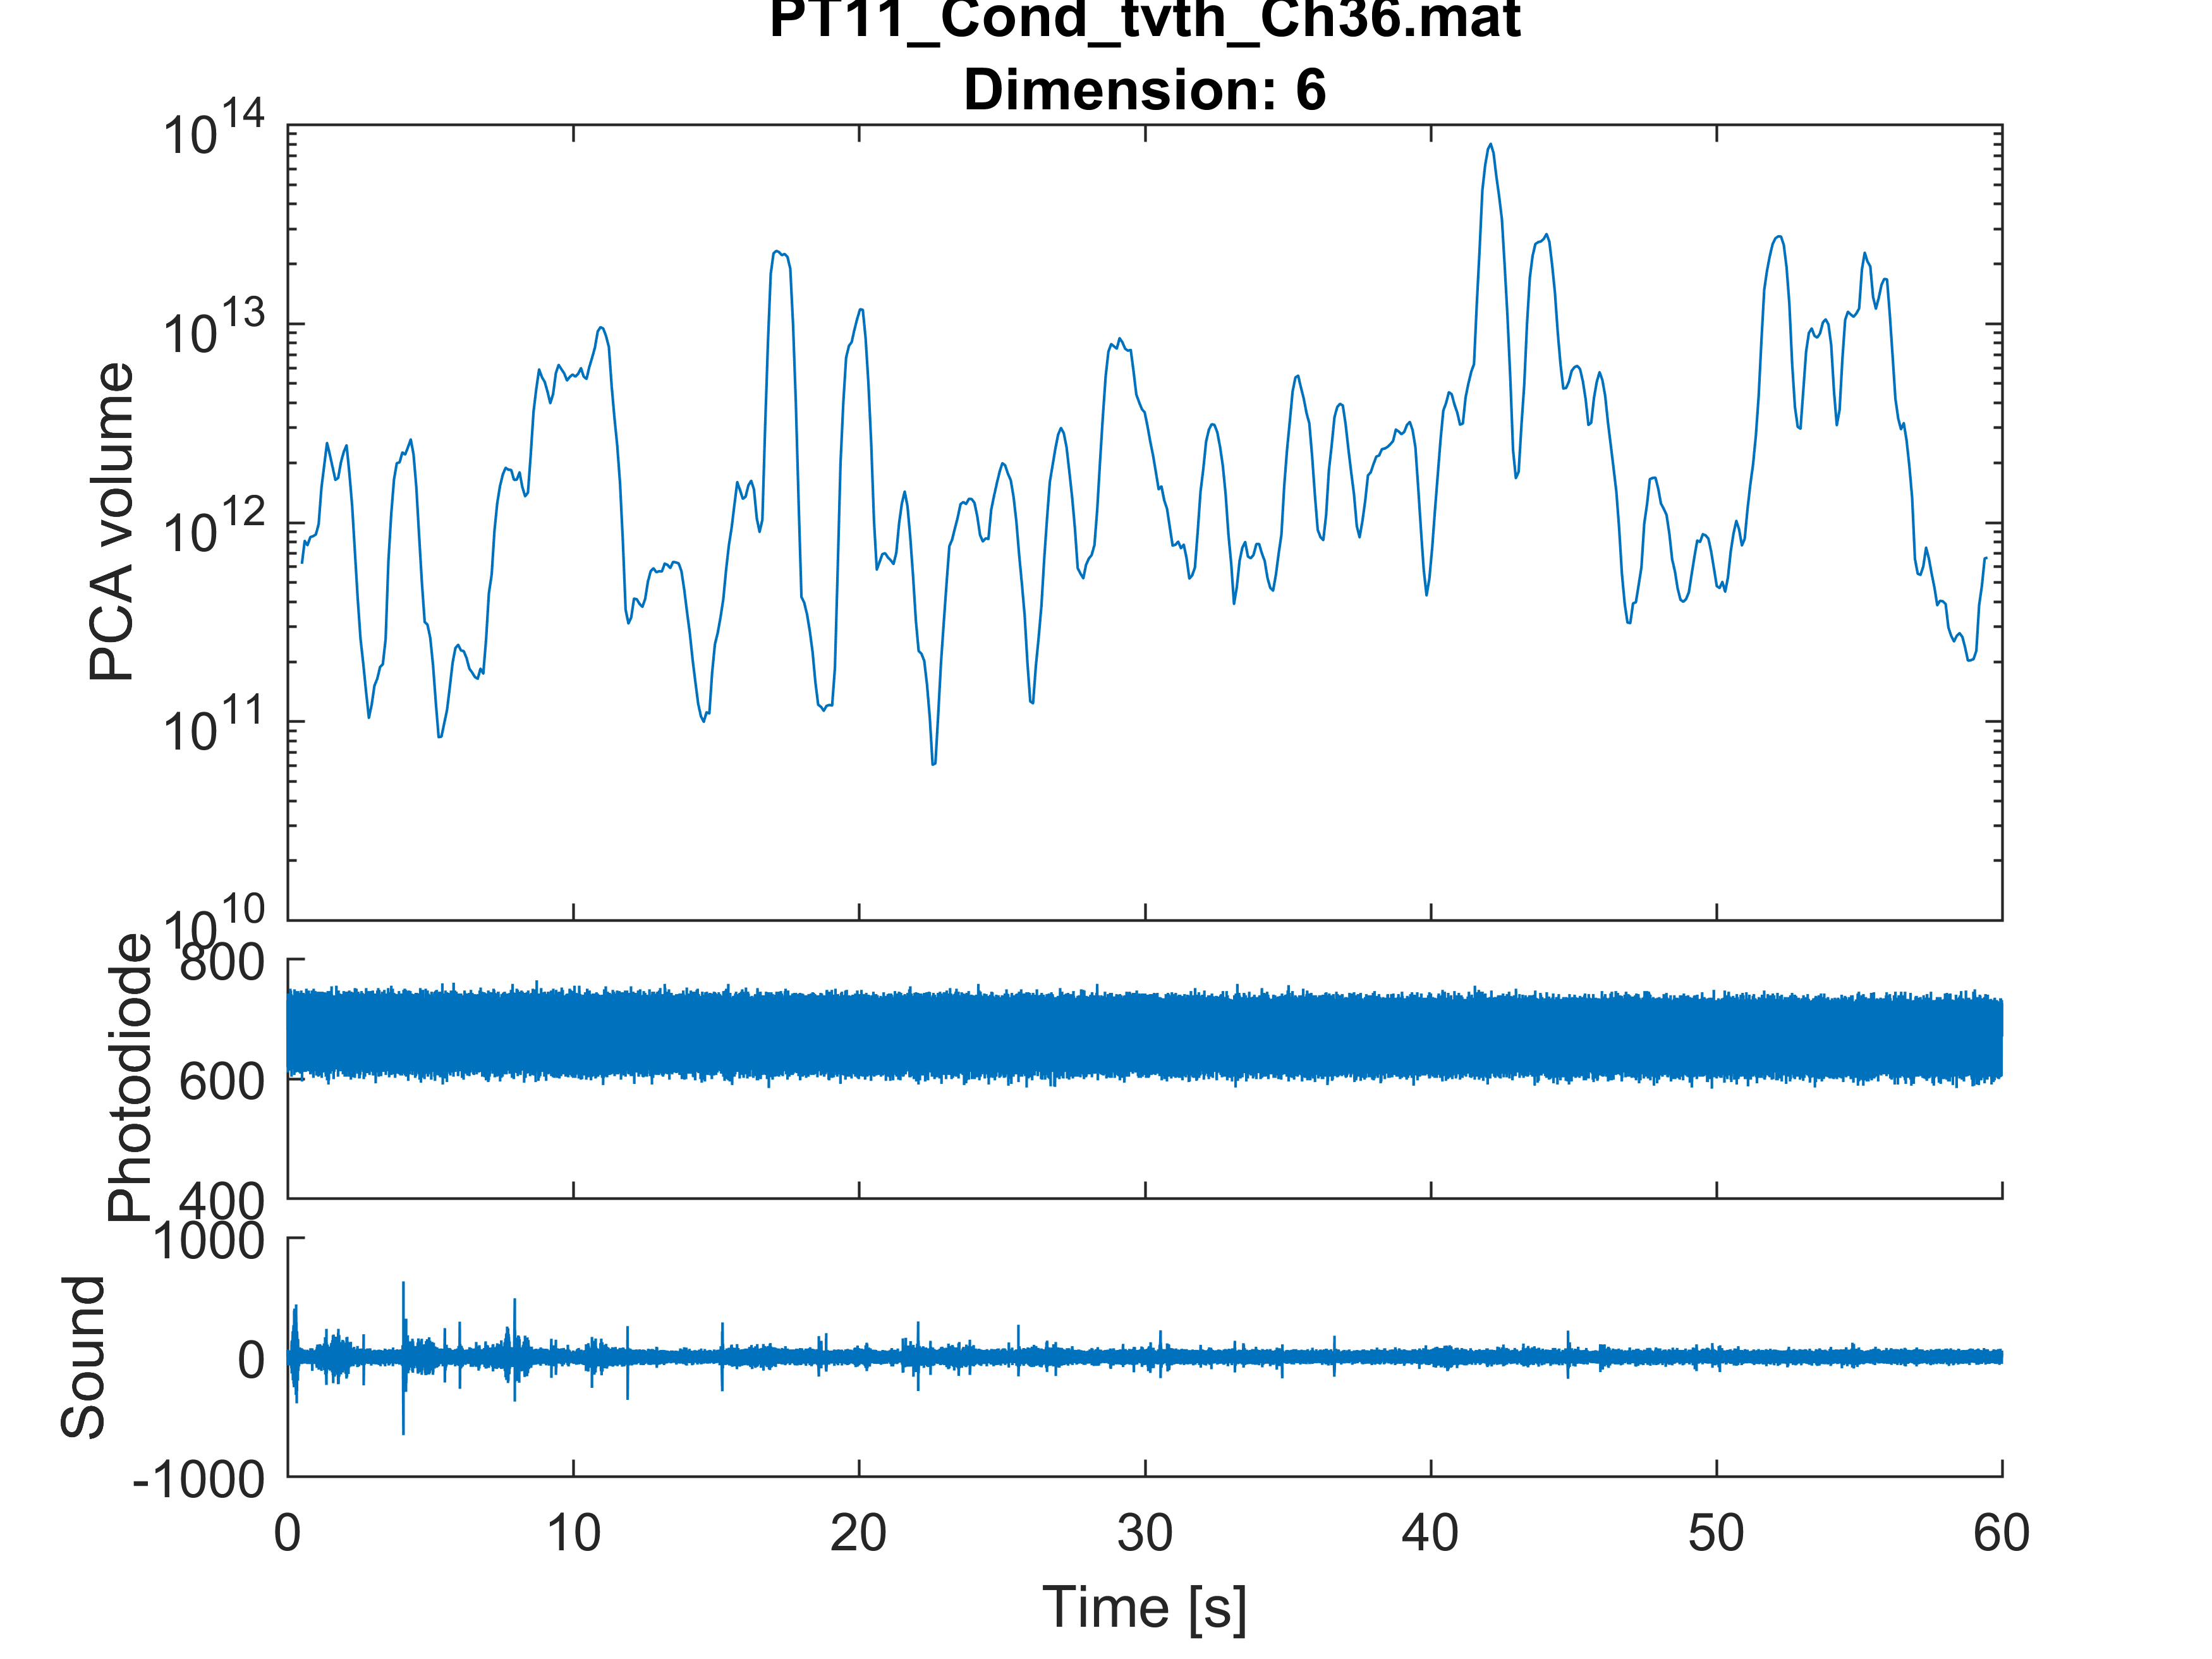 PT11_Cond_tvth_Ch36.mat
Dimension: 6
PCA volume
10^14
10^13
10^12
10^11
10^10
Photodiode
800
600
400
Sound
1000
0
-1000
0 10 20 30 40 50 60
Time [s]